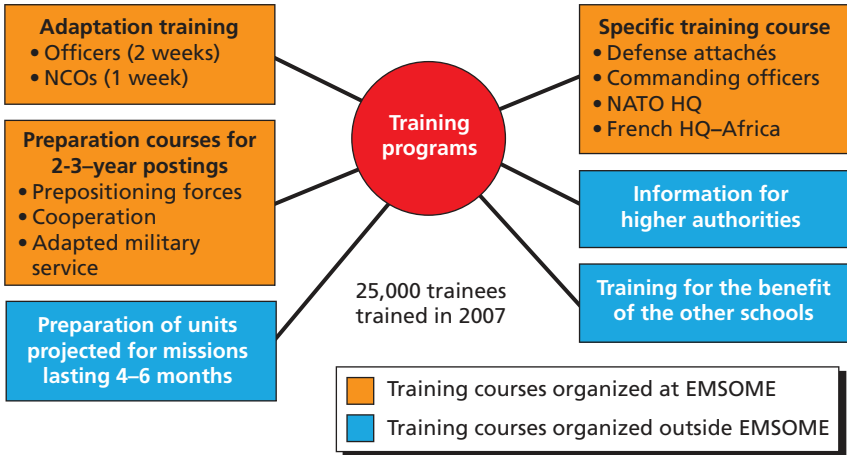 Adaptation training
• Officers (2 weeks)
• NCOs (1 week)
Preparation courses for
2-3–year postings
• Prepositioning forces
• Cooperation
• Adapted military
service
Preparation of units
projected for missions
lasting 4–6 months
Training
programs
25,000 trainees
trained in 2007
Specific training course
• Defense attachés
• Commanding officers
• NATO HQ
• French HQ–Africa
Information for
higher authorities
Training for the benefit
of the other schools
Training courses organized at EMSOME
Training courses organized outside EMSOME